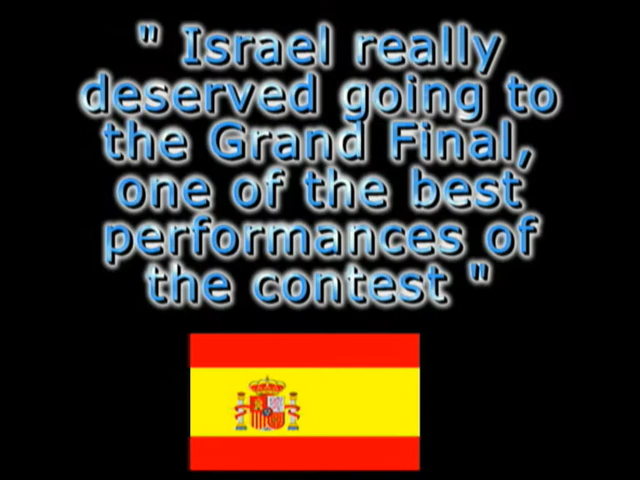 " Israel really
deserved going to
the Grand Final,
one of the best
performances of
the contest "